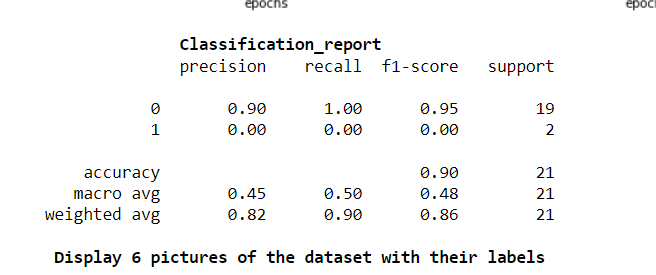 epochs epoc
Classification_report
precision recall f1-score support
0 0.90 1.00 0.95 19
1 0.00 0.00 0.00 2
accuracy 0.90 21
macro avg 0.45 0.50 0.48 21
weighted avg 0.82 0.90 0.86 21
Display 6 pictures of the dataset with their labels